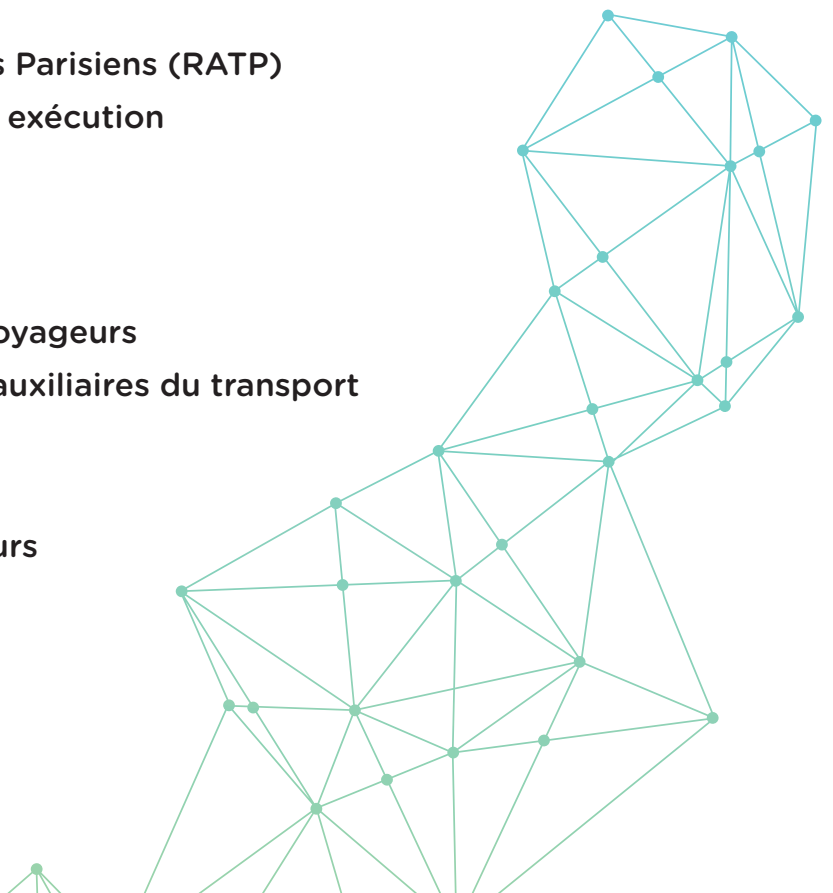 s Parisiens (RATP)
exécution
oyageurs
auxiliaires du transport
urs